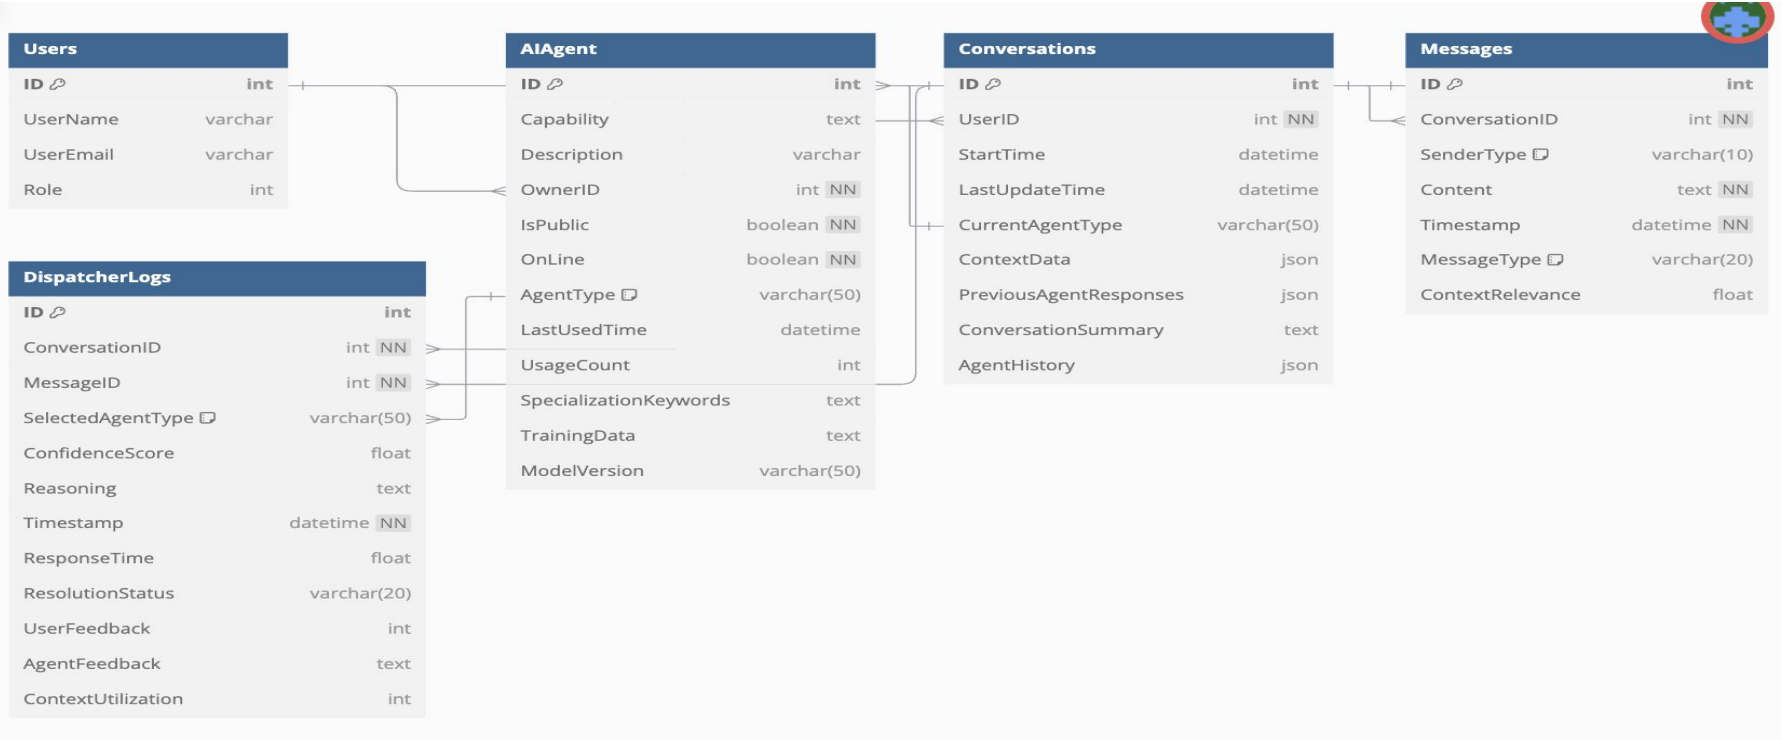 Users
ID int
UserName varchar
UserEmail varchar
Role int
DispatcherLogs
ID int
ConversationID int NN
MessageID int NN
SelectedAgentType varchar(50)
ConfidenceScore float
Reasoning text
Timestamp datetime NN
ResponseTime float
ResolutionStatus varchar(20)
UserFeedback int
AgentFeedback text
ContextUtilization int
AIAgent
ID int
Capability text
Description varchar
OwnerID int NN
IsPublic boolean NN
OnLine boolean NN
AgentType varchar(50)
LastUsedTime datetime
UsageCount int
SpecializationKeywords text
TrainingData text
ModelVersion varchar(50)
Conversations
ID int
UserID int NN
StartTime datetime
LastUpdateTime datetime
CurrentAgentType varchar(50)
ContextData json
PreviousAgentResponses json
ConversationSummary text
AgentHistory json
Messages
ID int
ConversationID int NN
SenderType varchar(10)
Content text NN
Timestamp datetime NN
MessageType varchar(20)
ContextRelevance float